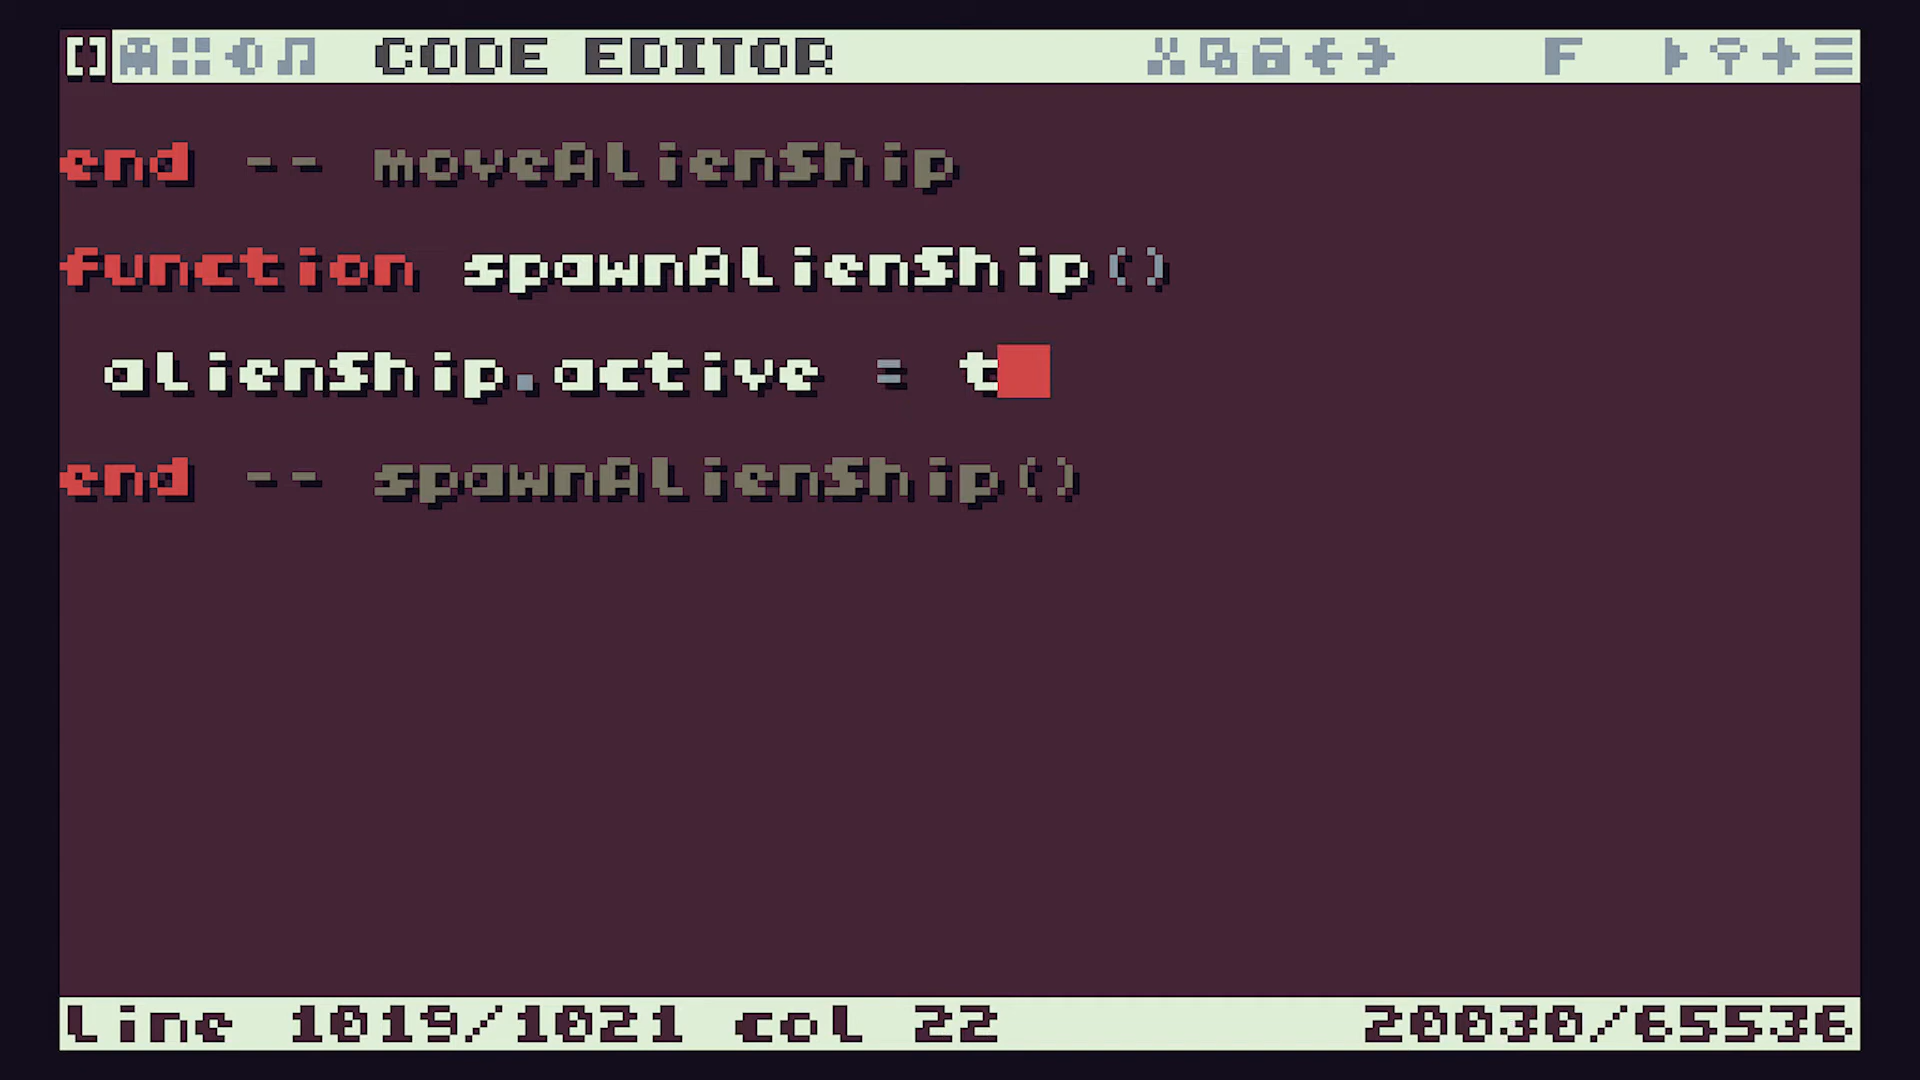 CODE EDITOR F
end -- moveAlienShip
function spawnAlienShip()
alienShip.active = t
end -- spawnAlienShip()
line 1019/1021 col 22 20030/65536